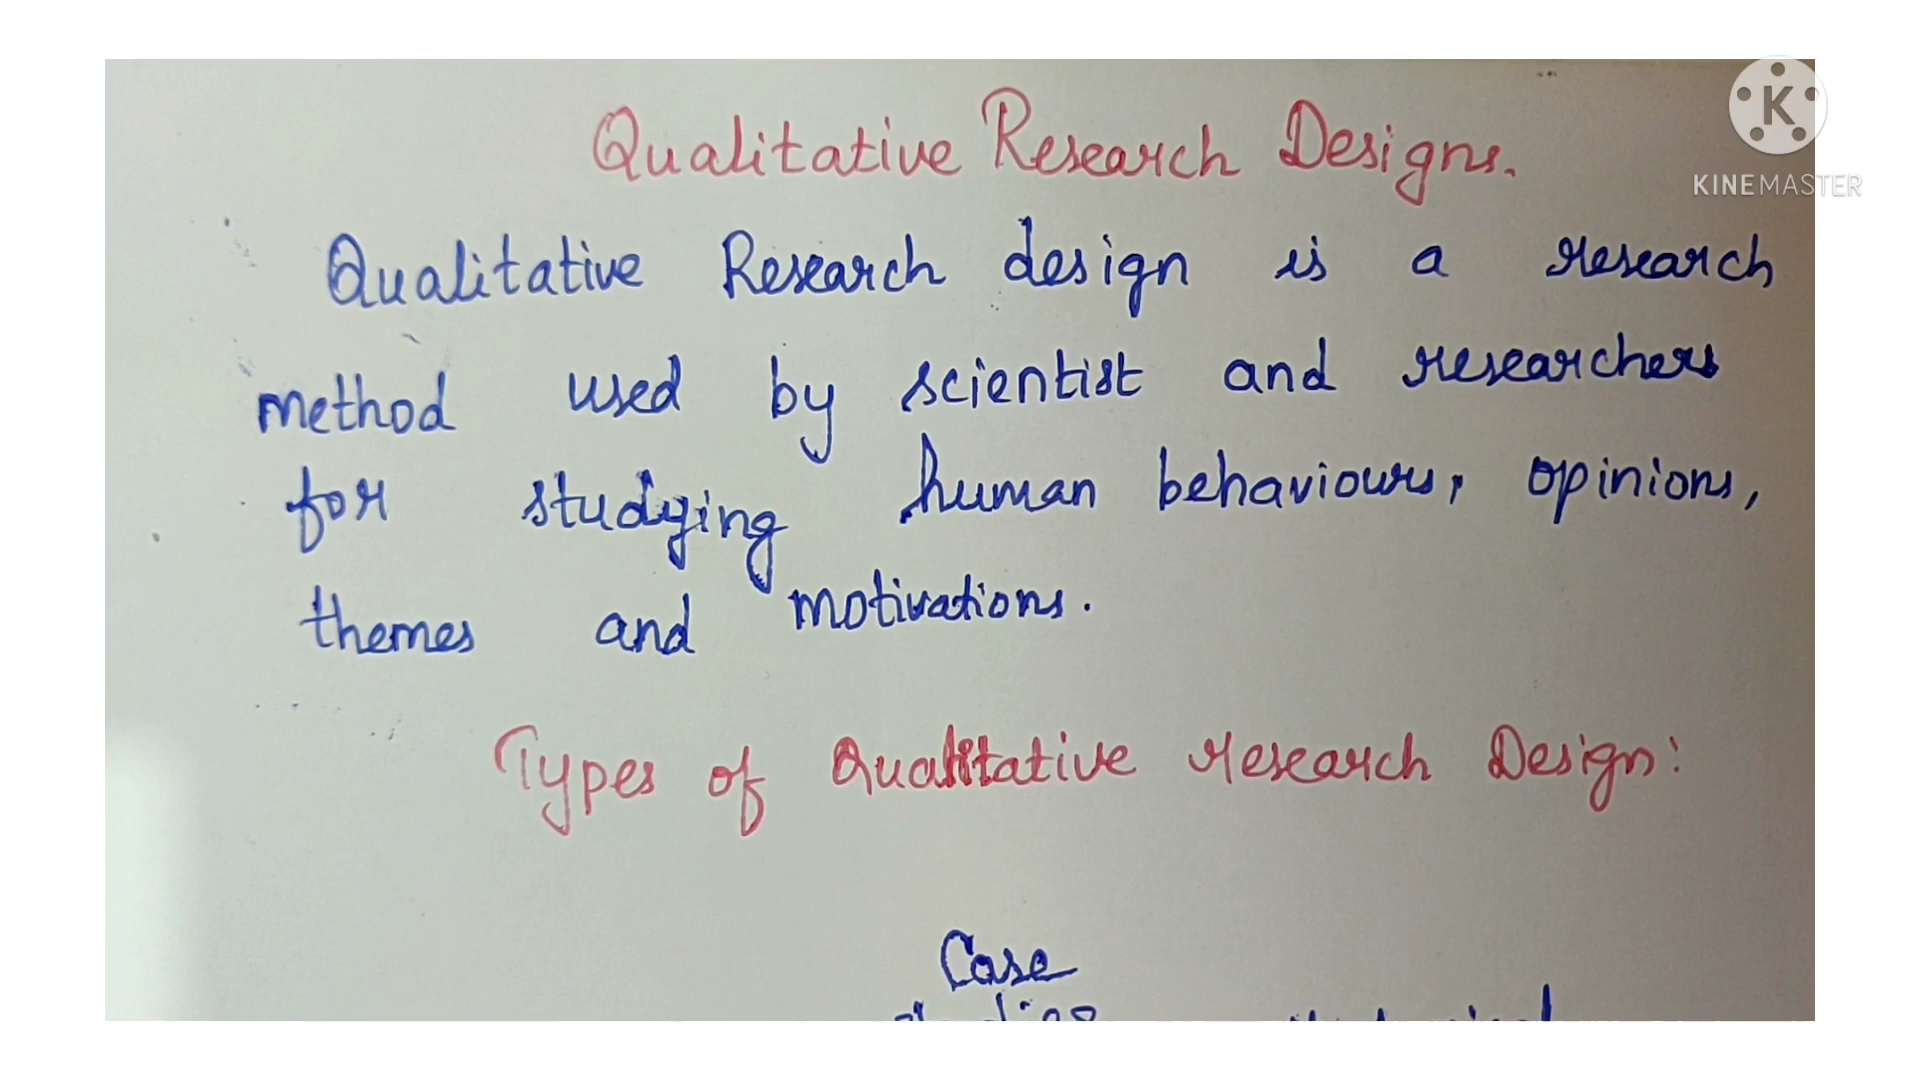 Qualitative Research Designs.
KINEMASTER
Qualitative Research design is a research
method used by scientist and researchers
for studying human behaviours, opinions,
themes and motivations.
Types of Qualitative research Design:
Case